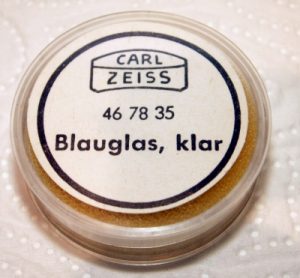 CARL
ZEISS
46 78 35
Blauglas, klar